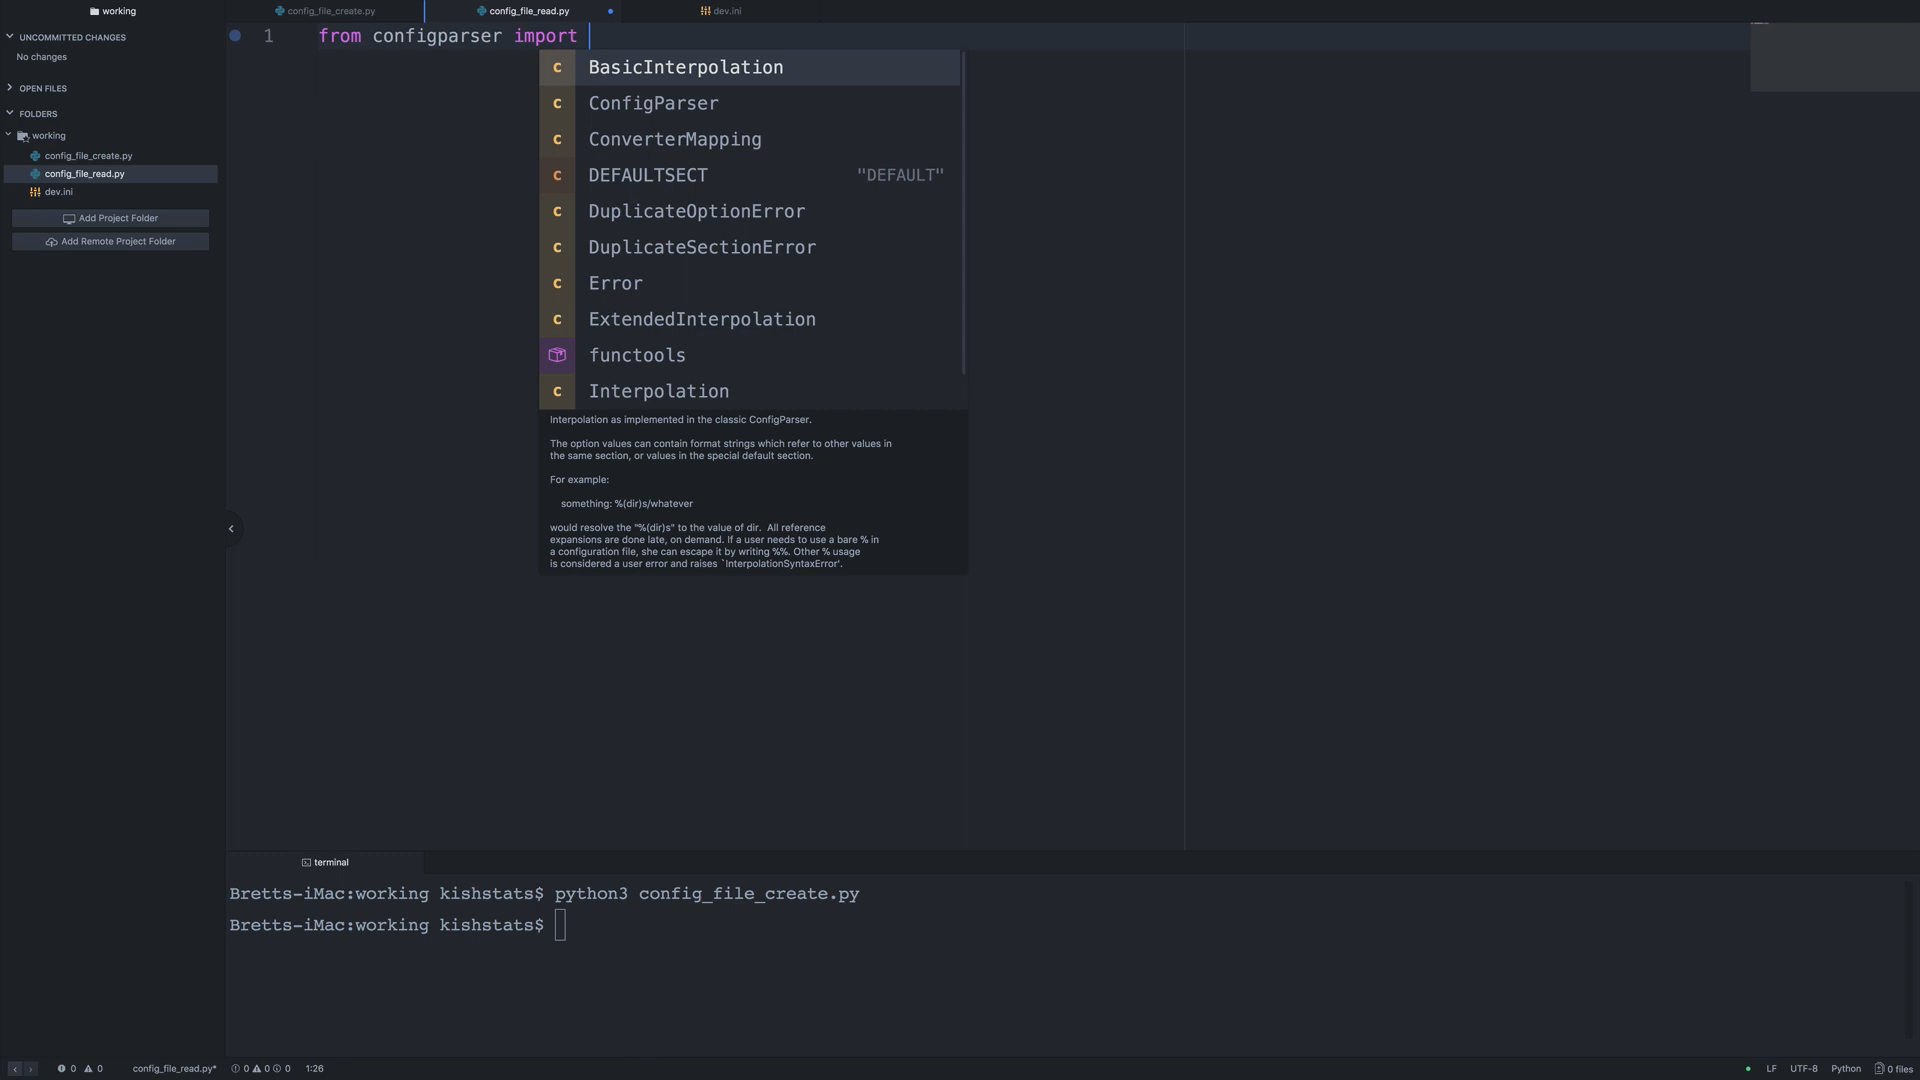 working
config_file_create.py
config_file_read.py
dev.ini
UNCOMMITTED CHANGES
No changes
OPEN FILES
FOLDERS
working
config_file_create.py
config_file_read.py
dev.ini
Add Project Folder
Add Remote Project Folder
1 from configparser import
c BasicInterpolation
c ConfigParser
c ConverterMapping
c DEFAULTSECT "DEFAULT"
c DuplicateOptionError
c DuplicateSectionError
c Error
c ExtendedInterpolation
functools
c Interpolation
Interpolation as implemented in the classic ConfigParser.
The option values can contain format strings which refer to other values in
the same section, or values in the special default section.
For example:
something: %(dir)s/whatever
would resolve the "%(dir)s" to the value of dir. All reference
expansions are done late, on demand. If a user needs to use a bare % in
a configuration file, she can escape it by writing %%. Other % usage
is considered a user error and raises `InterpolationSyntaxError'.
terminal
Bretts-iMac:working kishstats$ python3 config_file_create.py
Bretts-iMac:working kishstats$
0 0 config_file_read.py* 0 0 0 1:26 LF UTF-8 Python 0 files